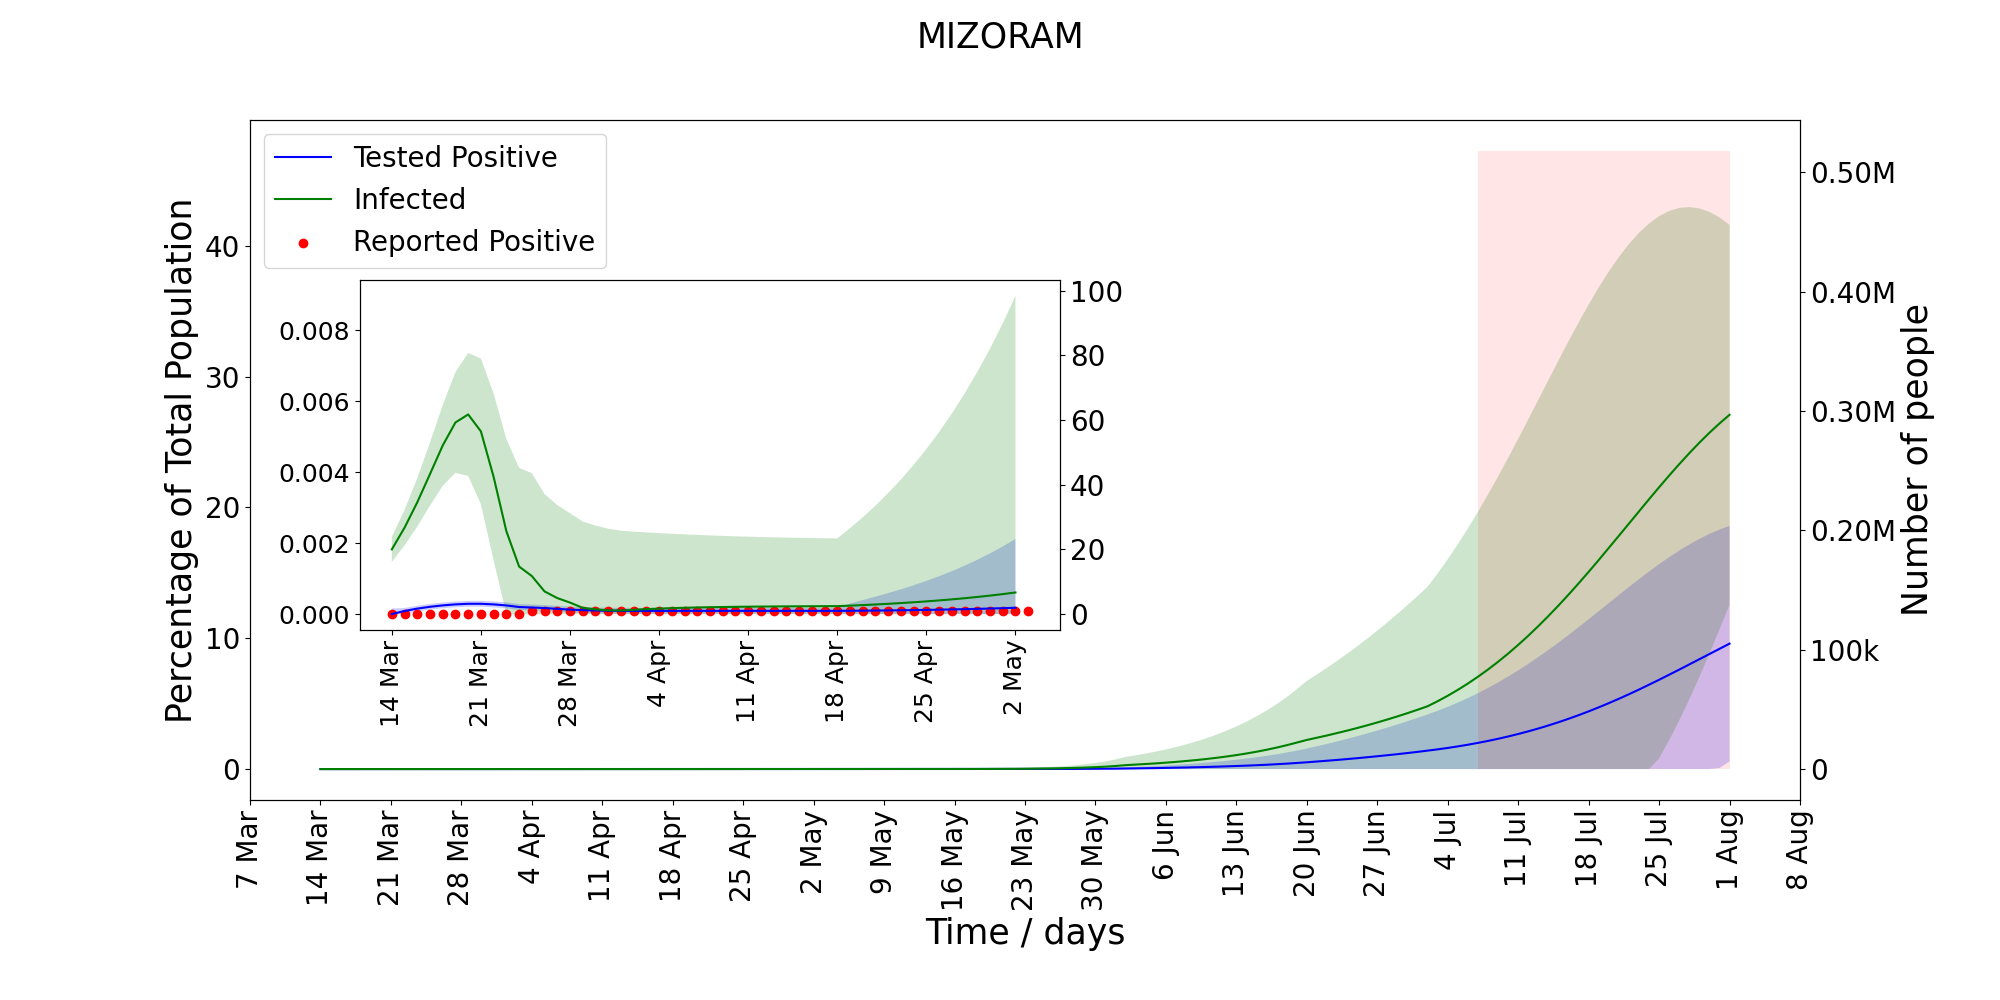 MIZORAM
Tested Positive
Infected
Reported Positive
Percentage of Total Population
40
30
20
10
0
0.50M
0.40M
0.30M
0.20M
100k
0
Number of people
0.008
0.006
0.004
0.002
0.000
100
80
60
40
20
0
14 Mar
21 Mar
28 Mar
4 Apr
11 Apr
18 Apr
25 Apr
2 May
7 Mar
14 Mar
21 Mar
28 Mar
4 Apr
11 Apr
18 Apr
25 Apr
2 May
9 May
16 May
23 May
30 May
6 Jun
13 Jun
20 Jun
27 Jun
4 Jul
11 Jul
18 Jul
25 Jul
1 Aug
8 Aug
Time / days